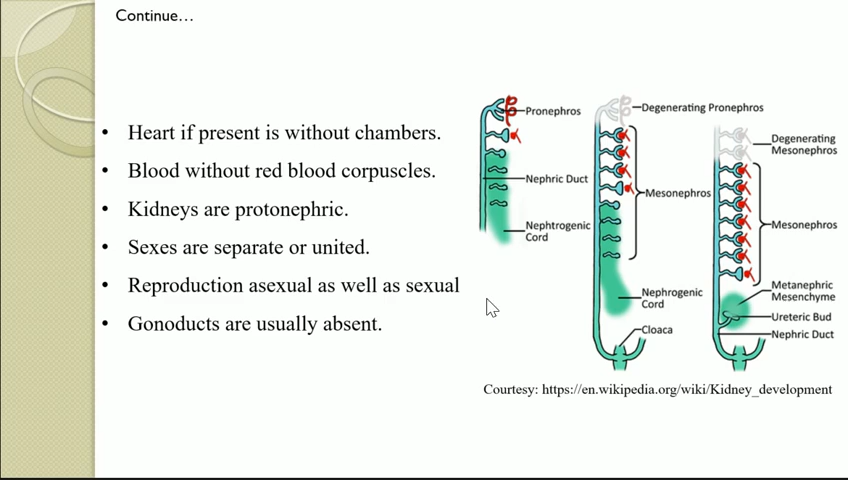 Continue…
• Heart if present is without chambers.
• Blood without red blood corpuscles.
• Kidneys are protonephric.
• Sexes are separate or united.
• Reproduction asexual as well as sexual
• Gonoducts are usually absent.
Pronephros
Nephric Duct
Nephtrogenic
Cord
Degenerating Pronephros
Mesonephros
Nephrogenic
Cord
Cloaca
Degenerating
Mesonephros
Mesonephros
Metanephric
Mesenchyme
Ureteric Bud
Nephric Duct
Courtesy: https://en.wikipedia.org/wiki/Kidney_development